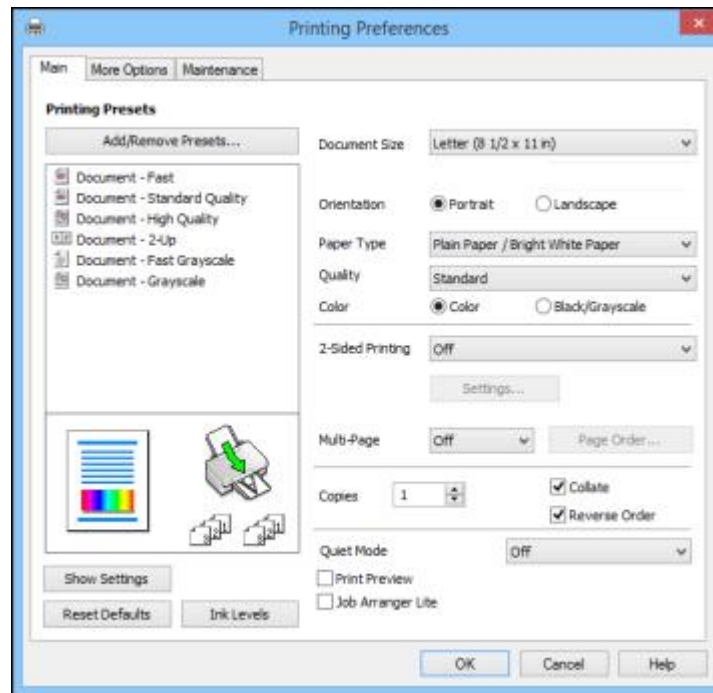 Printing Preferences
Main
More Options
Maintenance
Printing Presets
Add/Remove Presets...
Document - Fast
Document - Standard Quality
Document - High Quality
Document - 2-Up
Document - Fast Grayscale
Document - Grayscale
Show Settings
Reset Defaults
Ink Levels
Document Size
Letter (8 1/2 x 11 in)
Orientation
Portrait
Landscape
Paper Type
Plain Paper / Bright White Paper
Quality
Standard
Color
Color
Black/Grayscale
2-Sided Printing
Off
Settings...
Multi-Page
Off
Page Order...
Copies
1
Collate
Reverse Order
Quiet Mode
Off
Print Preview
Job Arranger Lite
OK
Cancel
Help